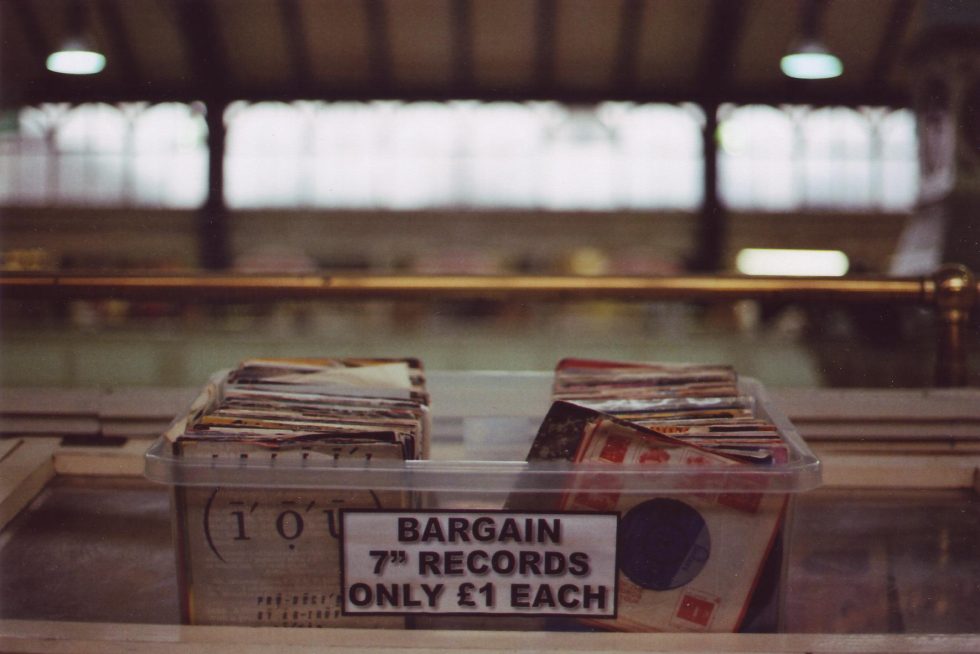 (ī′ọ′ū)
BARGAIN
7” RECORDS
ONLY £1 EACH